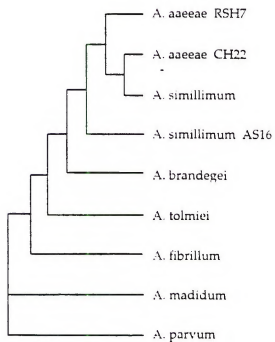 A. aaeeae RSH7
A. aaeeae CH22
A. simillimum
A. simillimum AS16
A. brandegei
A. tolmiei
A. fibrillum
A. madidum
A. parvum